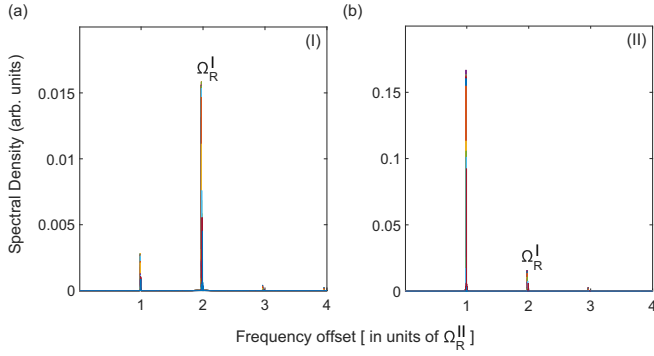 (a)
(b)
(I)
(II)
Ω_R^I
Ω_R^I
Spectral Density (arb. units)
0.015
0.01
0.005
0
0.15
0.1
0.05
0
1 2 3 4
1 2 3 4
Frequency offset [ in units of Ω_R^II ]